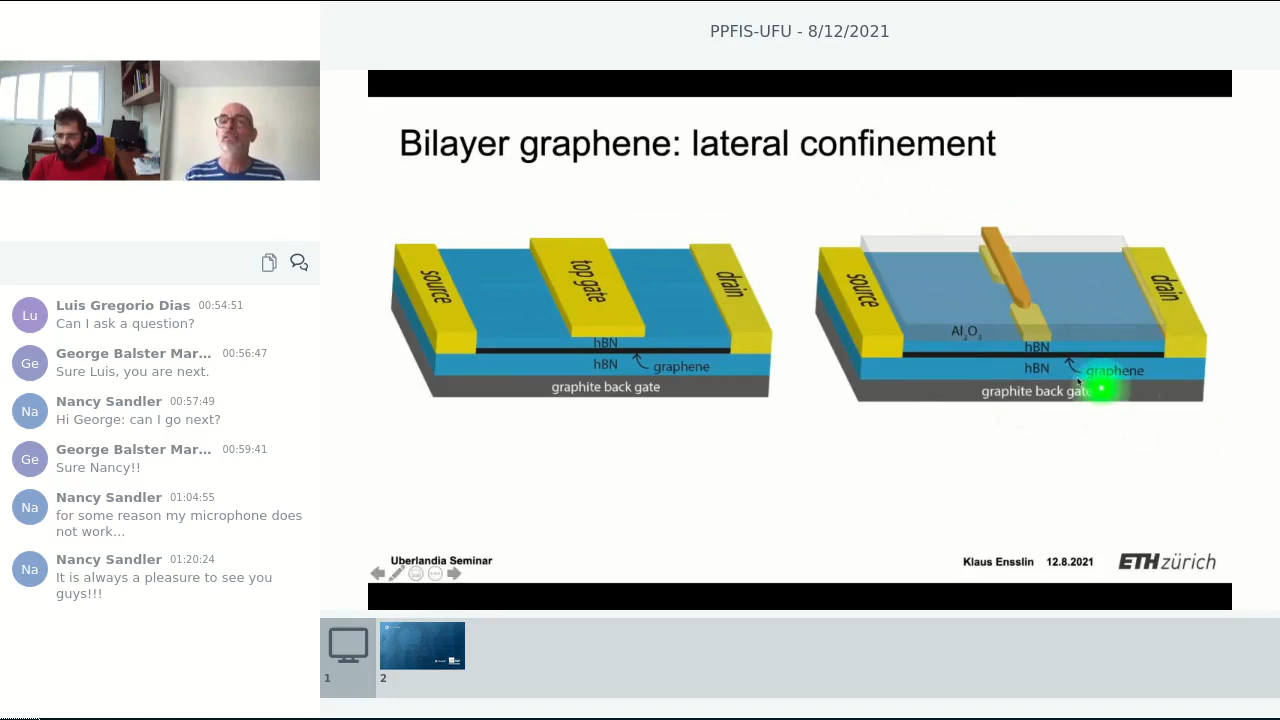 PPFIS-UFU - 8/12/2021
Lu
Luis Gregorio Dias 00:54:51
Can I ask a question?
Ge
George Balster Mar... 00:56:47
Sure Luis, you are next.
Na
Nancy Sandler 00:57:49
Hi George: can I go next?
Ge
George Balster Mar... 00:59:41
Sure Nancy!!
Na
Nancy Sandler 01:04:55
for some reason my microphone does
not work...
Na
Nancy Sandler 01:20:24
It is always a pleasure to see you
guys!!!
Bilayer graphene: lateral confinement
source
top gate
drain
hBN
hBN
graphene
graphite back gate
source
drain
Al₂O₃
hBN
hBN
graphene
graphite back gate
Uberlandia Seminar
Klaus Ensslin 12.8.2021
ETH zürich
1
2